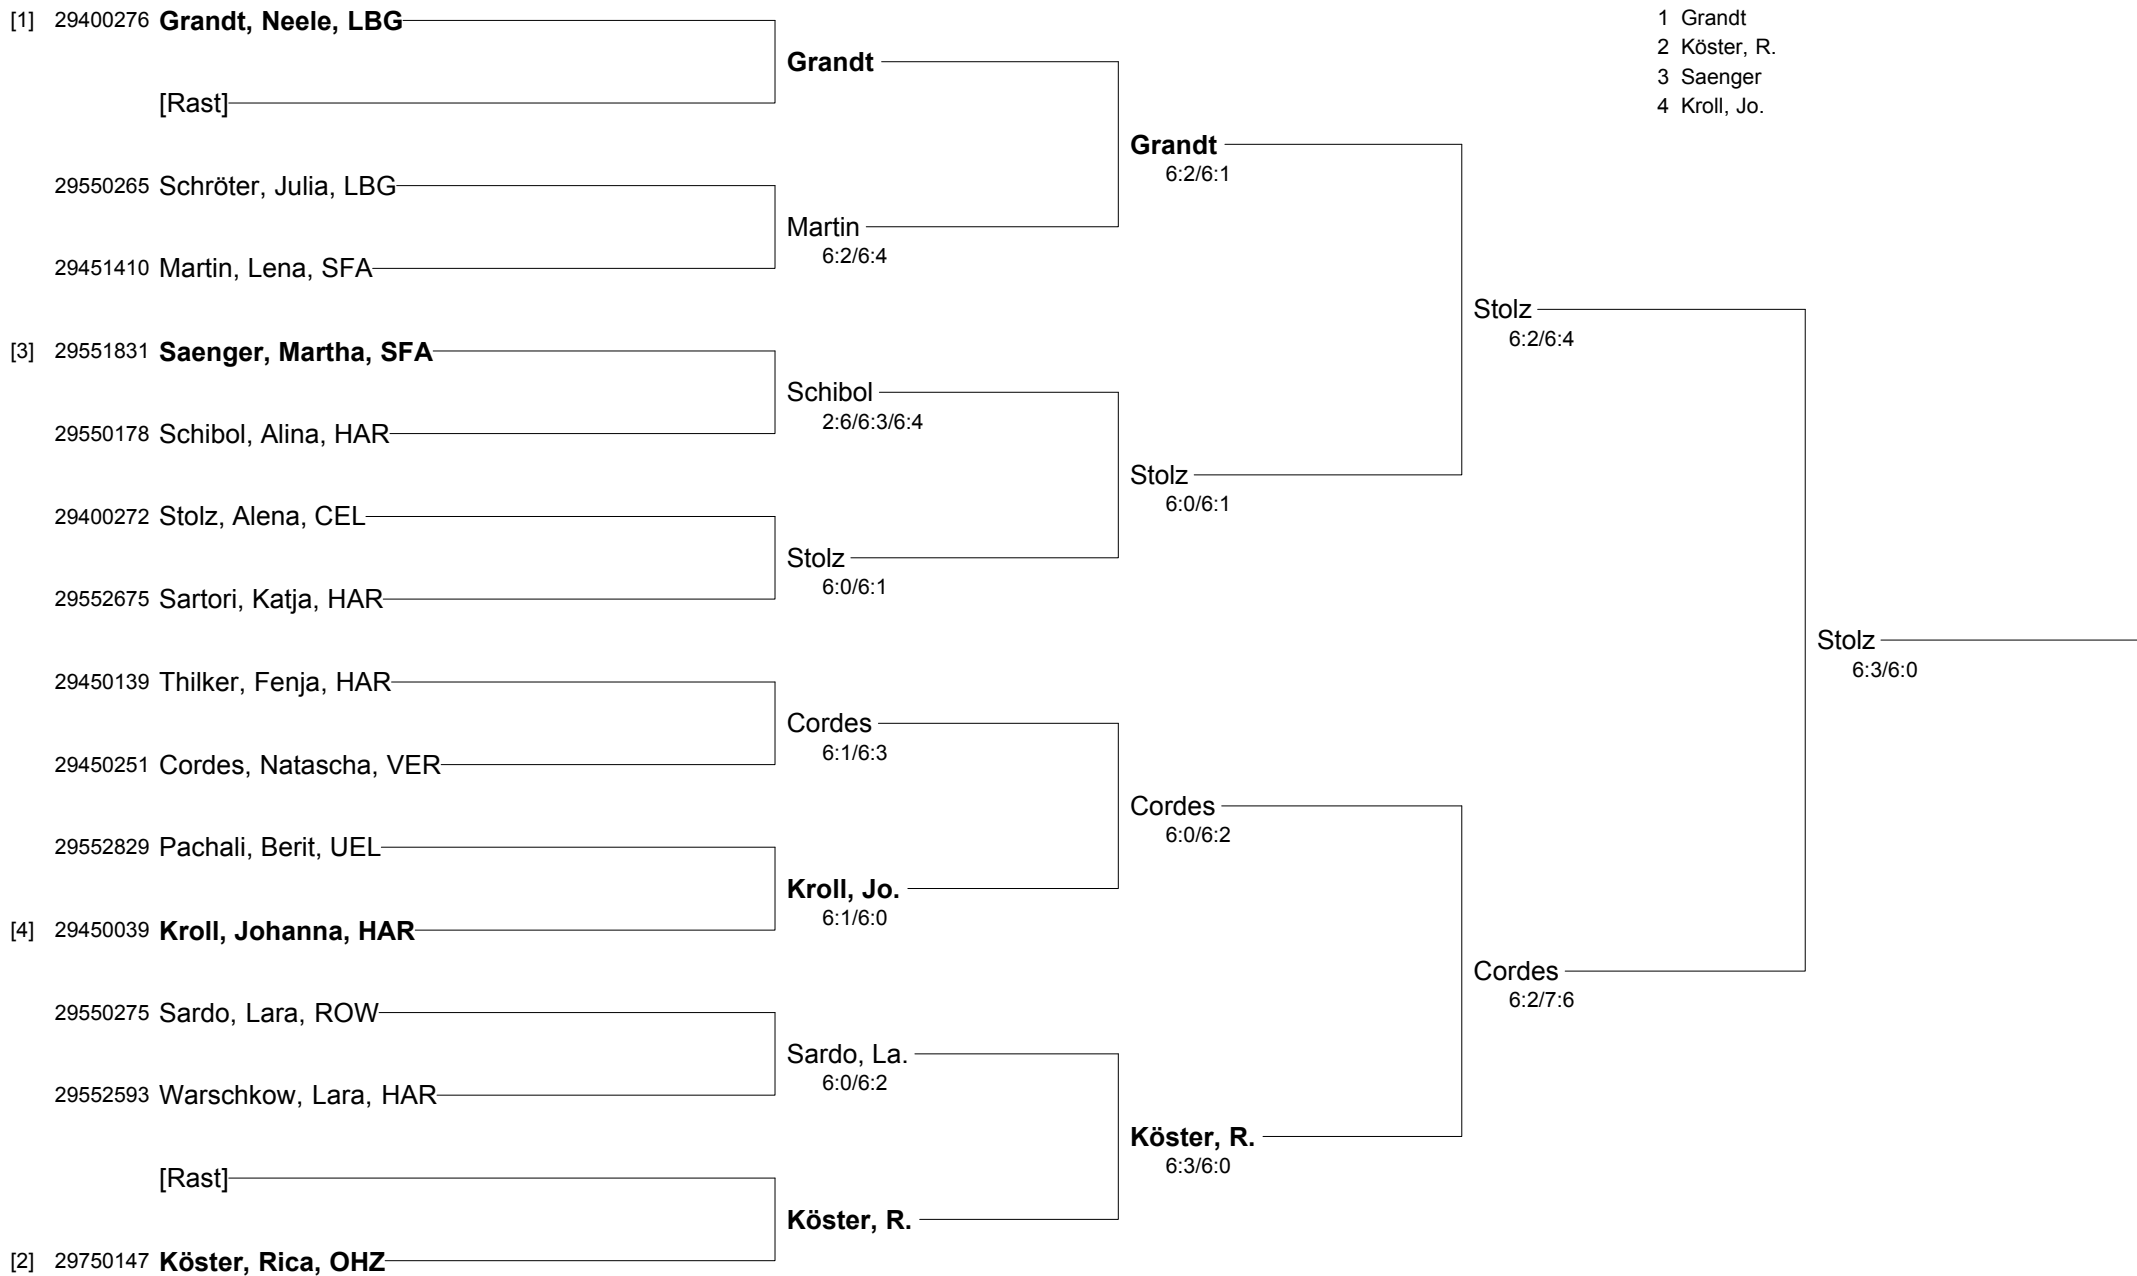 [1] 29400276 Grandt, Neele, LBG
[Rast]
29550265 Schröter, Julia, LBG
29451410 Martin, Lena, SFA
[3] 29551831 Saenger, Martha, SFA
29550178 Schibol, Alina, HAR
29400272 Stolz, Alena, CEL
29552675 Sartori, Katja, HAR
29450139 Thilker, Fenja, HAR
29450251 Cordes, Natascha, VER
29552829 Pachali, Berit, UEL
[4] 29450039 Kroll, Johanna, HAR
29550275 Sardo, Lara, ROW
29552593 Warschkow, Lara, HAR
[Rast]
[2] 29750147 Köster, Rica, OHZ
Grandt
Martin
6:2/6:4
Schibol
2:6/6:3/6:4
Stolz
6:0/6:1
Cordes
6:1/6:3
Kroll, Jo.
6:1/6:0
Sardo, La.
6:0/6:2
Köster, R.
Grandt
6:2/6:1
Stolz
6:0/6:1
Cordes
6:0/6:2
Köster, R.
6:3/6:0
Stolz
6:2/6:4
Cordes
6:2/7:6
Stolz
6:3/6:0
1 Grandt
2 Köster, R.
3 Saenger
4 Kroll, Jo.